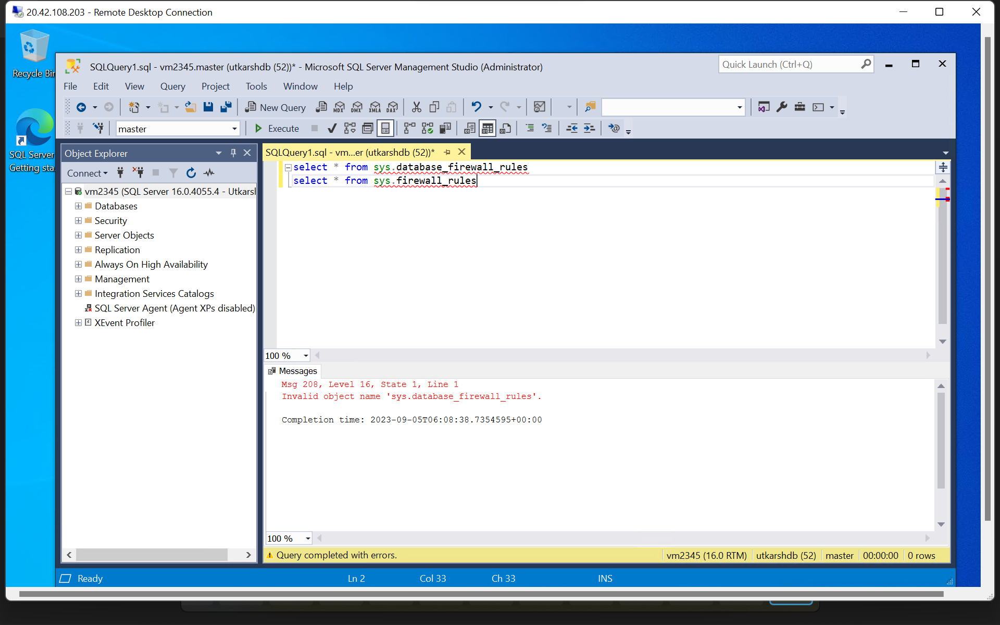 20.42.108.203 - Remote Desktop Connection
Recycle Bin
SQL Server
Getting sta...
SQLQuery1.sql - vm2345.master (utkarshdb (52))* - Microsoft SQL Server Management Studio (Administrator)
Quick Launch (Ctrl+Q)
File Edit View Query Project Tools Window Help
New Query MDX DMX XMLA DAX
master Execute
Object Explorer
Connect
vm2345 (SQL Server 16.0.4055.4 - Utkarsl
Databases
Security
Server Objects
Replication
Always On High Availability
Management
Integration Services Catalogs
SQL Server Agent (Agent XPs disabled)
XEvent Profiler
SQLQuery1.sql - vm...er (utkarshdb (52))*
select * from sys.database_firewall_rules
select * from sys.firewall_rules
100 %
Messages
Msg 208, Level 16, State 1, Line 1
Invalid object name 'sys.database_firewall_rules'.
Completion time: 2023-09-05T06:08:38.7354595+00:00
100 %
Query completed with errors. vm2345 (16.0 RTM) utkarshdb (52) master 00:00:00 0 rows
Ready Ln 2 Col 33 Ch 33 INS